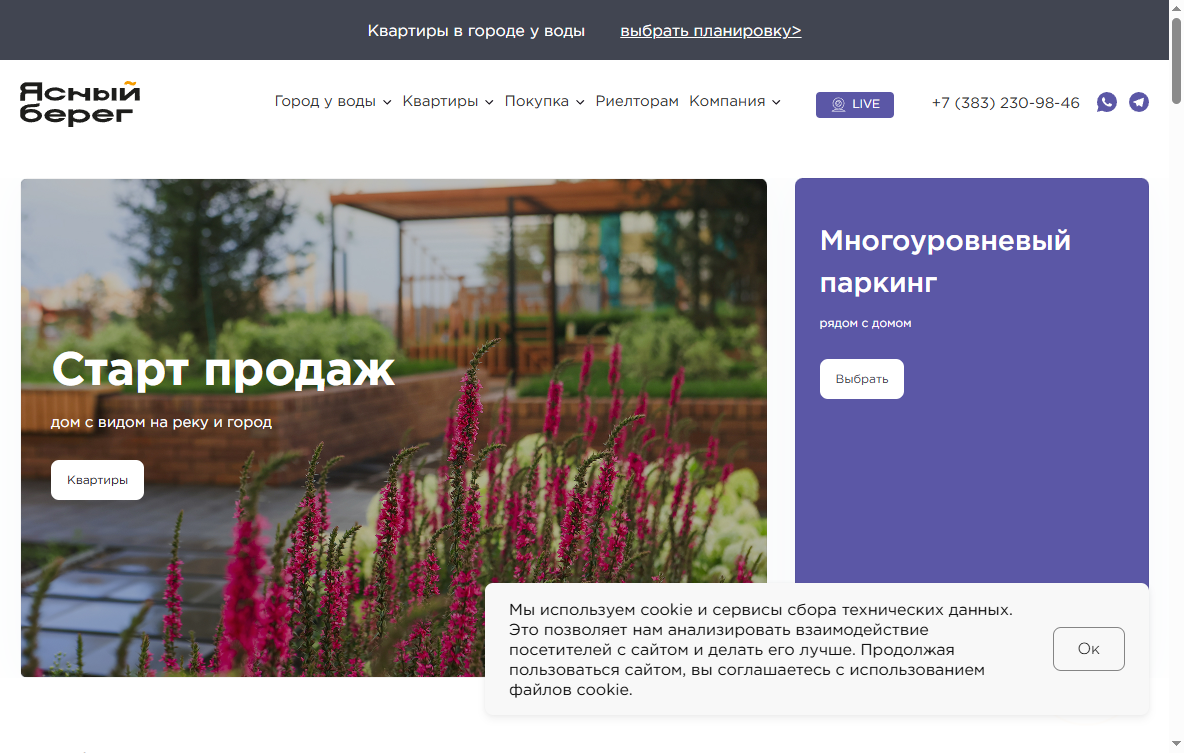 Квартиры в городе у воды выбрать планировку>
Ясный
берег
Город у воды Квартиры Покупка Риелторам Компания LIVE +7 (383) 230-98-46
Старт продаж
дом с видом на реку и город
Квартиры
Многоуровневый
паркинг
рядом с домом
Выбрать
Мы используем cookie и сервисы сбора технических данных.
Это позволяет нам анализировать взаимодействие
посетителей с сайтом и делать его лучше. Продолжая
пользоваться сайтом, вы соглашаетесь с использованием
файлов cookie.
Ок